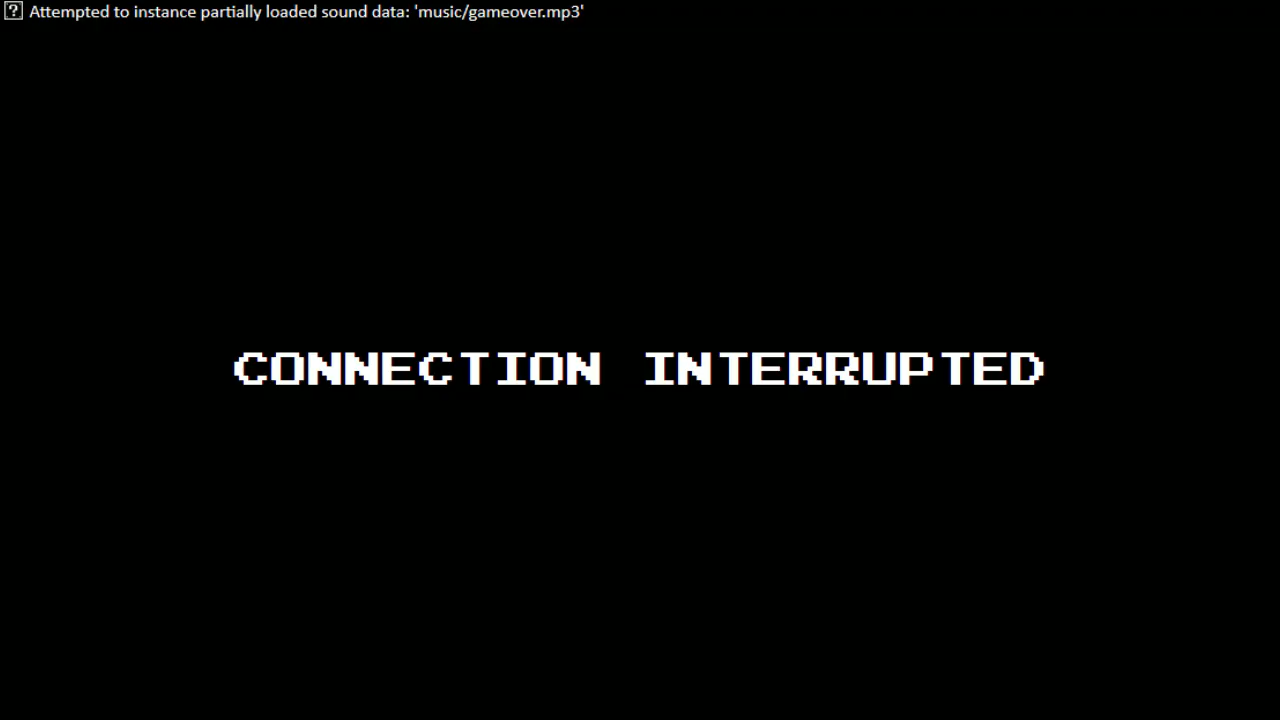 Attempted to instance partially loaded sound data: 'music/gameover.mp3'
CONNECTION INTERRUPTED